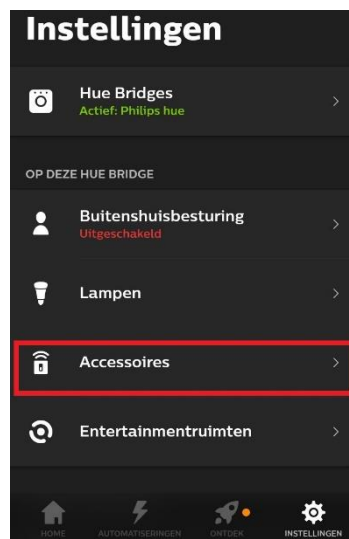 Instellingen
Hue Bridges
Actief: Philips hue
OP DEZE HUE BRIDGE
Buitenshuisbesturing
Uitgeschakeld
Lampen
Accessoires
Entertainmentruimten
HOME AUTOMATISERINGEN ONTDEK INSTELLINGEN